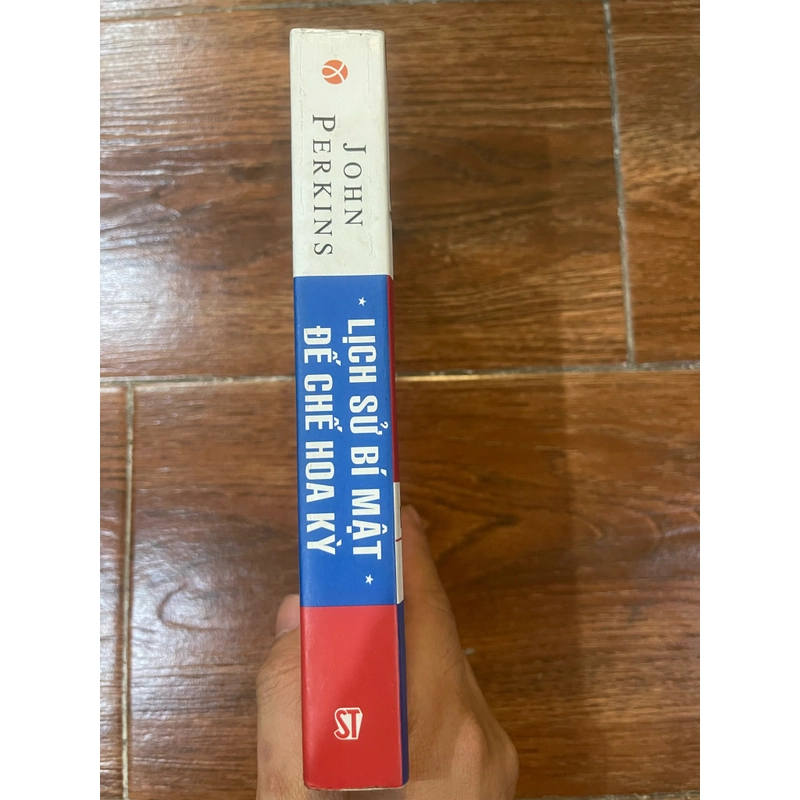 JOHN
PERKINS
LỊCH SỬ BÍ MẬT
ĐẾ CHẾ HOA KỲ
ST